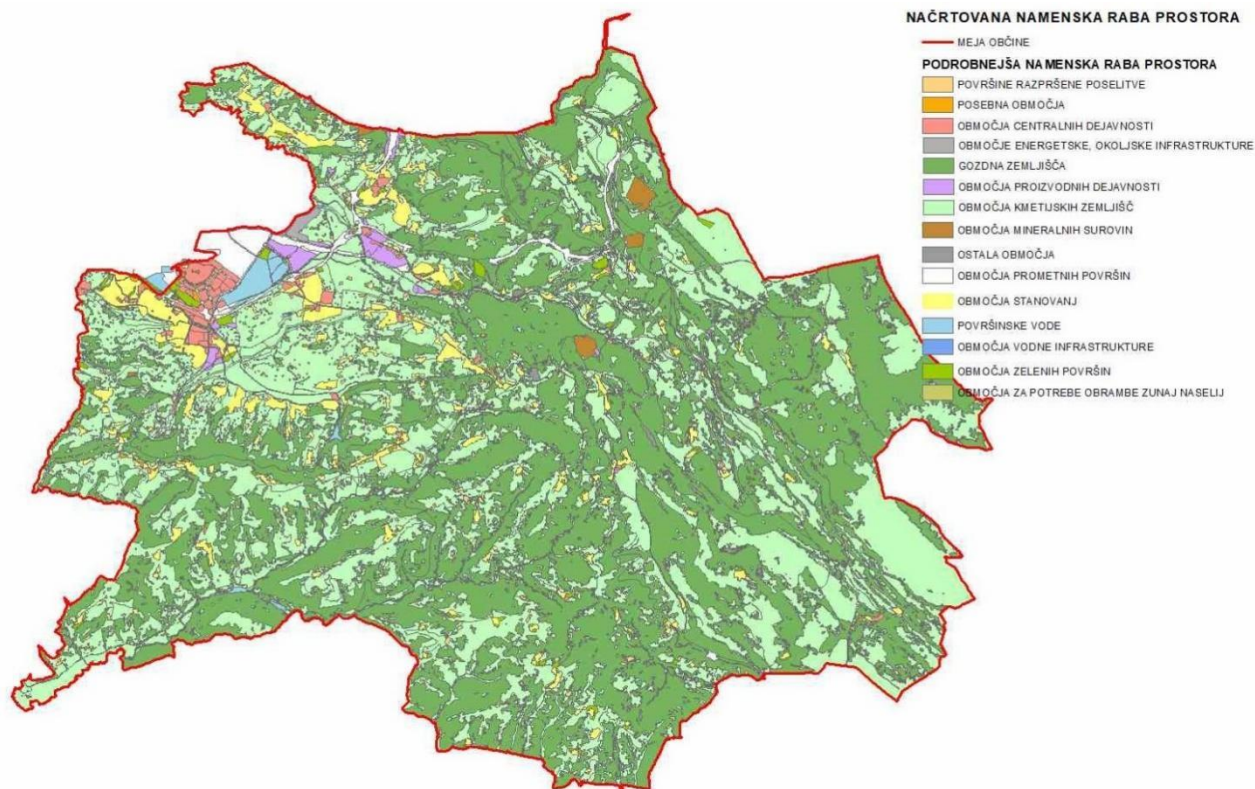 NAČRTOVANA NAMENSKA RABA PROSTORA
MEJA OBČINE
PODROBNEJŠA NAMENSKA RABA PROSTORA
POVRŠINE RAZPRŠENE POSELITVE
POSEBNA OBMOČJA
OBMOČJA CENTRALNIH DEJAVNOSTI
OBMOČJE ENERGETSKE, OKOLJSKE INFRASTRUKTURE
GOZDNA ZEMLJIŠČA
OBMOČJA PROIZVODNIH DEJAVNOSTI
OBMOČJA KMETIJSKIH ZEMLJIŠČ
OBMOČJA MINERALNIH SUROVIN
OSTALA OBMOČJA
OBMOČJA PROMETNIH POVRŠIN
OBMOČJA STANOVANJ
POVRŠINSKE VODE
OBMOČJA VODNE INFRASTRUKTURE
OBMOČJA ZELENIH POVRŠIN
OBMOČJA ZA POTREBE OBRAMBE ZUNAJ NASELIJ